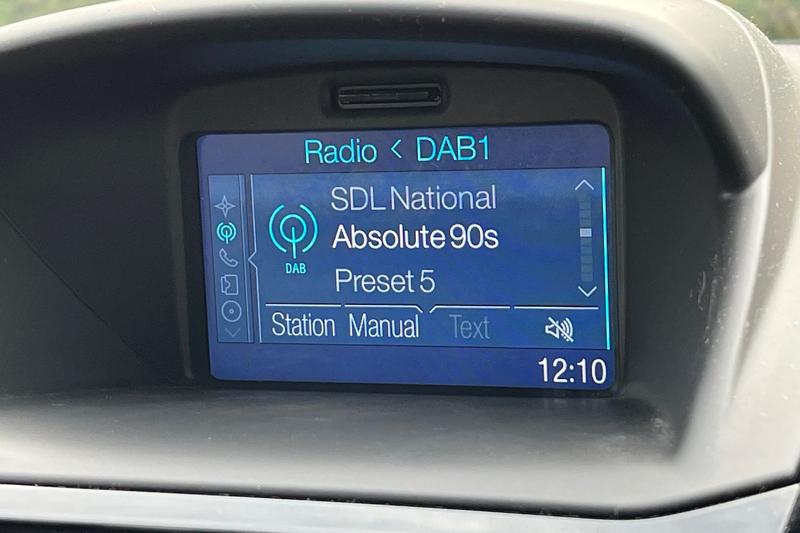 Radio < DAB1
SDL National
Absolute 90s
DAB
Preset 5
Station Manual Text
12:10